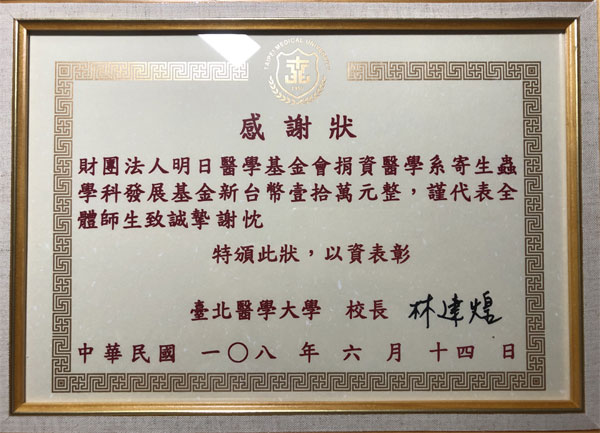 TAIPEI MEDICAL UNIVERSITY
感謝狀
財團法人明日醫學基金會捐資醫學系寄生蟲
學科發展基金新台幣壹拾萬元整，謹代表全
體師生致誠摯謝忱
特頒此狀，以資表彰
臺北醫學大學 校長 林建煌
中華民國 一〇八 年 六 月 十四 日